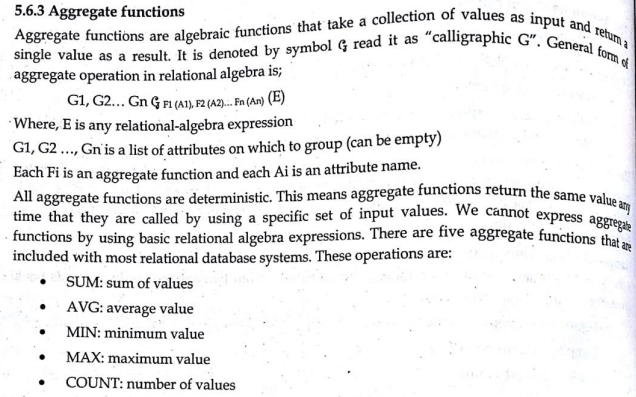 5.6.3 Aggregate functions
Aggregate functions are algebraic functions that take a collection of values as input and return a
single value as a result. It is denoted by symbol 𝒢 read it as “calligraphic G”. General form of
aggregate operation in relational algebra is;
G1, G2... Gn 𝒢 F1 (A1), F2 (A2)... Fn (An) (E)
Where, E is any relational-algebra expression
G1, G2 ..., Gn is a list of attributes on which to group (can be empty)
Each Fi is an aggregate function and each Ai is an attribute name.
All aggregate functions are deterministic. This means aggregate functions return the same value any
time that they are called by using a specific set of input values. We cannot express aggregate
functions by using basic relational algebra expressions. There are five aggregate functions that are
included with most relational database systems. These operations are:
• SUM: sum of values
• AVG: average value
• MIN: minimum value
• MAX: maximum value
• COUNT: number of values